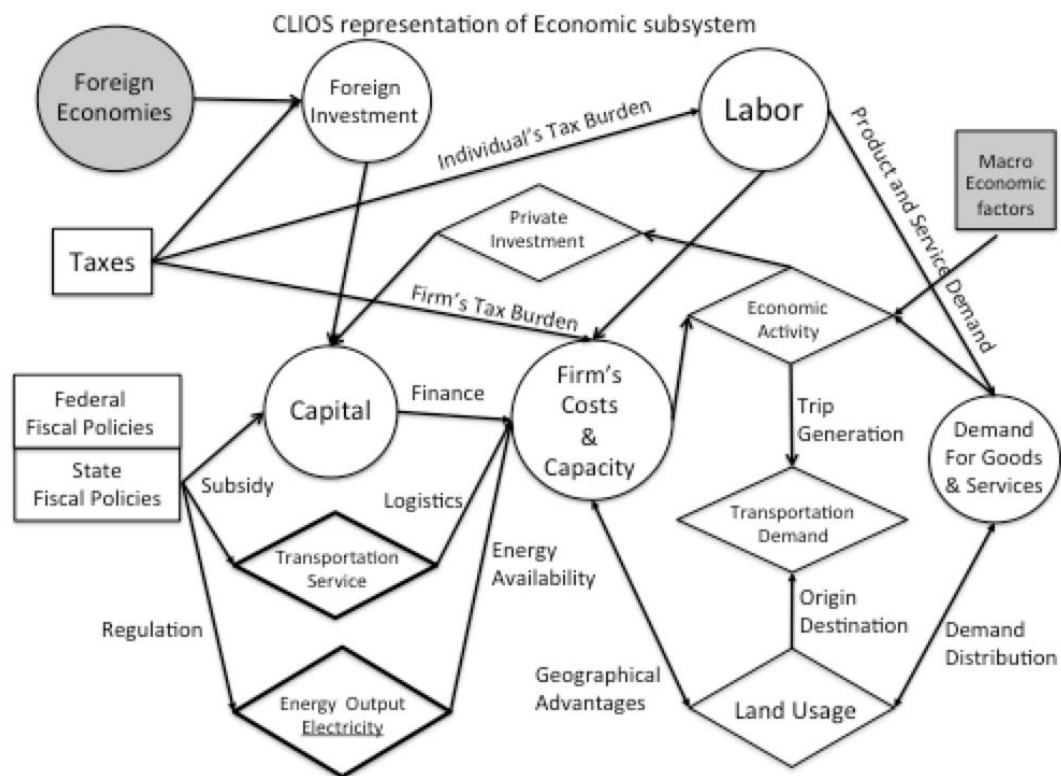 CLIOS representation of Economic subsystem
Foreign
Economies
Foreign
Investment
Labor
Individual's Tax Burden
Product and Service Demand
Macro
Economic
factors
Private
Investment
Taxes
Firm's Tax Burden
Economic
Activity
Federal
Fiscal Policies
State
Fiscal Policies
Capital
Finance
Firm's
Costs
&
Capacity
Trip
Generation
Demand
For Goods
& Services
Subsidy
Logistics
Transportation
Service
Energy
Availability
Transportation
Demand
Regulation
Origin
Destination
Demand
Distribution
Geographical
Advantages
Energy Output
Electricity
Land Usage